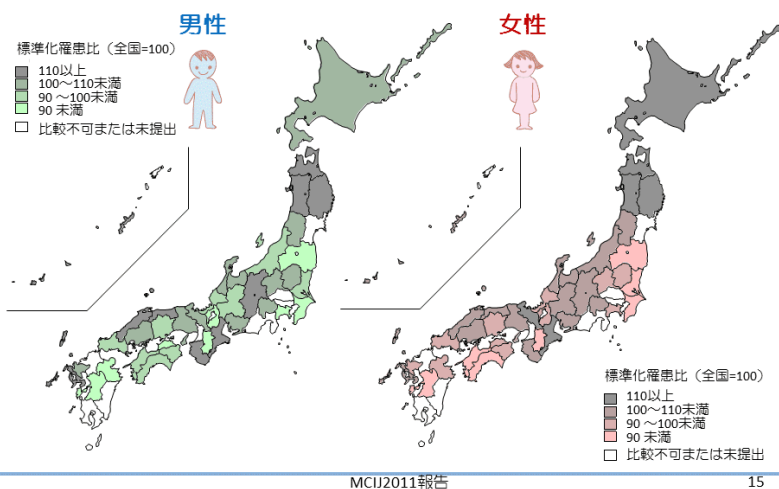 男性
女性
標準化罹患比（全国=100）
110以上
100～110未満
90 ～100未満
90 未満
比較不可または未提出
標準化罹患比（全国=100）
110以上
100～110未満
90 ～100未満
90 未満
比較不可または未提出
MCIJ2011報告
15